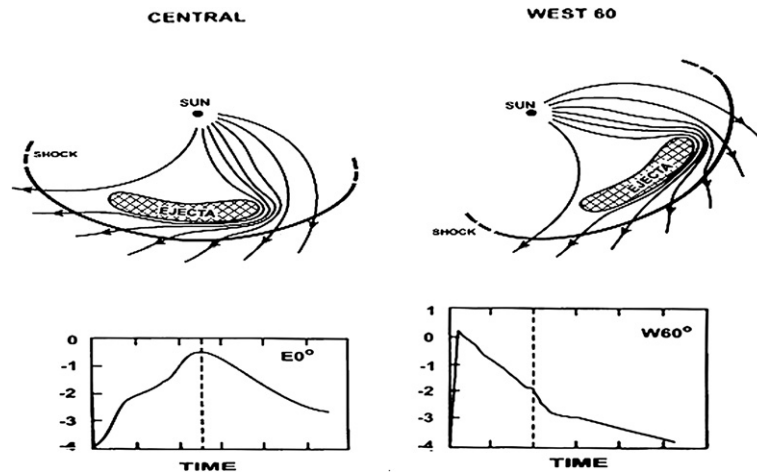 CENTRAL
WEST 60
SUN
SUN
SHOCK
EJECTA
EJECTA
SHOCK
0
-1
-2
-3
-4
E0°
TIME
1
0
-1
-2
-3
-4
W60°
TIME